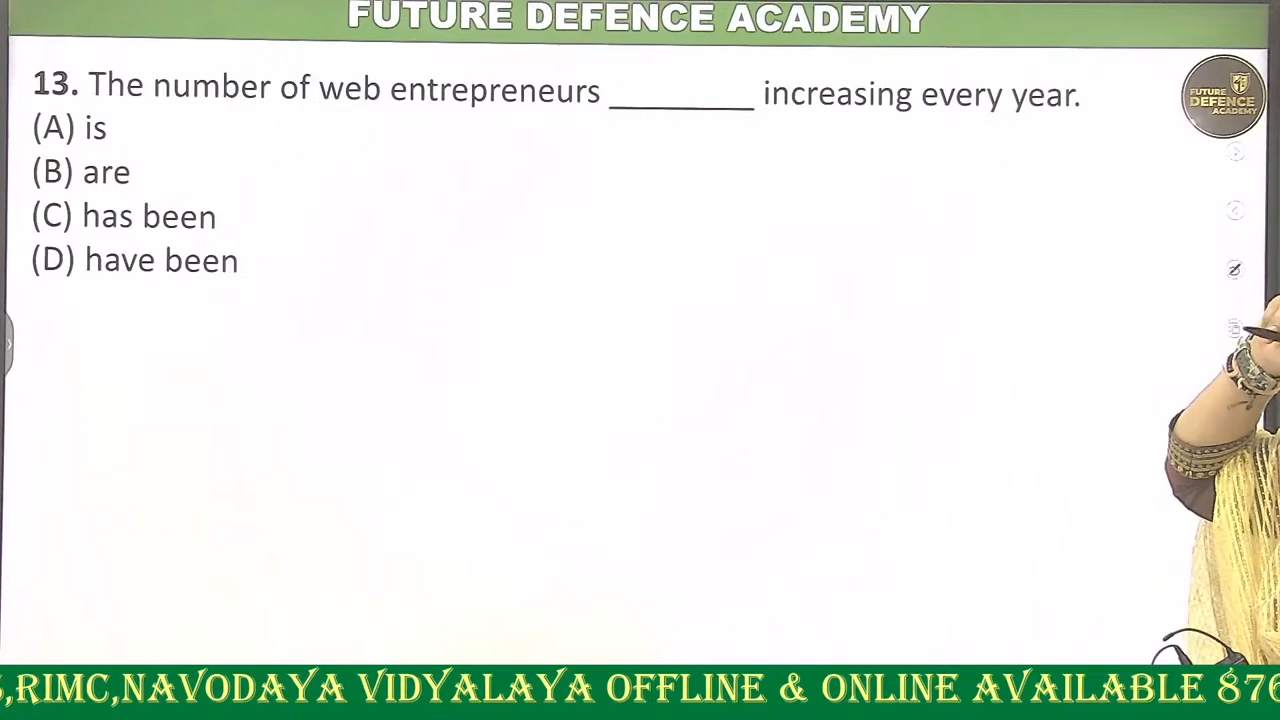 FUTURE DEFENCE ACADEMY
13. The number of web entrepreneurs _________ increasing every year.
(A) is
(B) are
(C) has been
(D) have been
FUTURE
DEFENCE
ACADEMY
,RIMC,NAVODAYA VIDYALAYA OFFLINE & ONLINE AVAILABLE 876